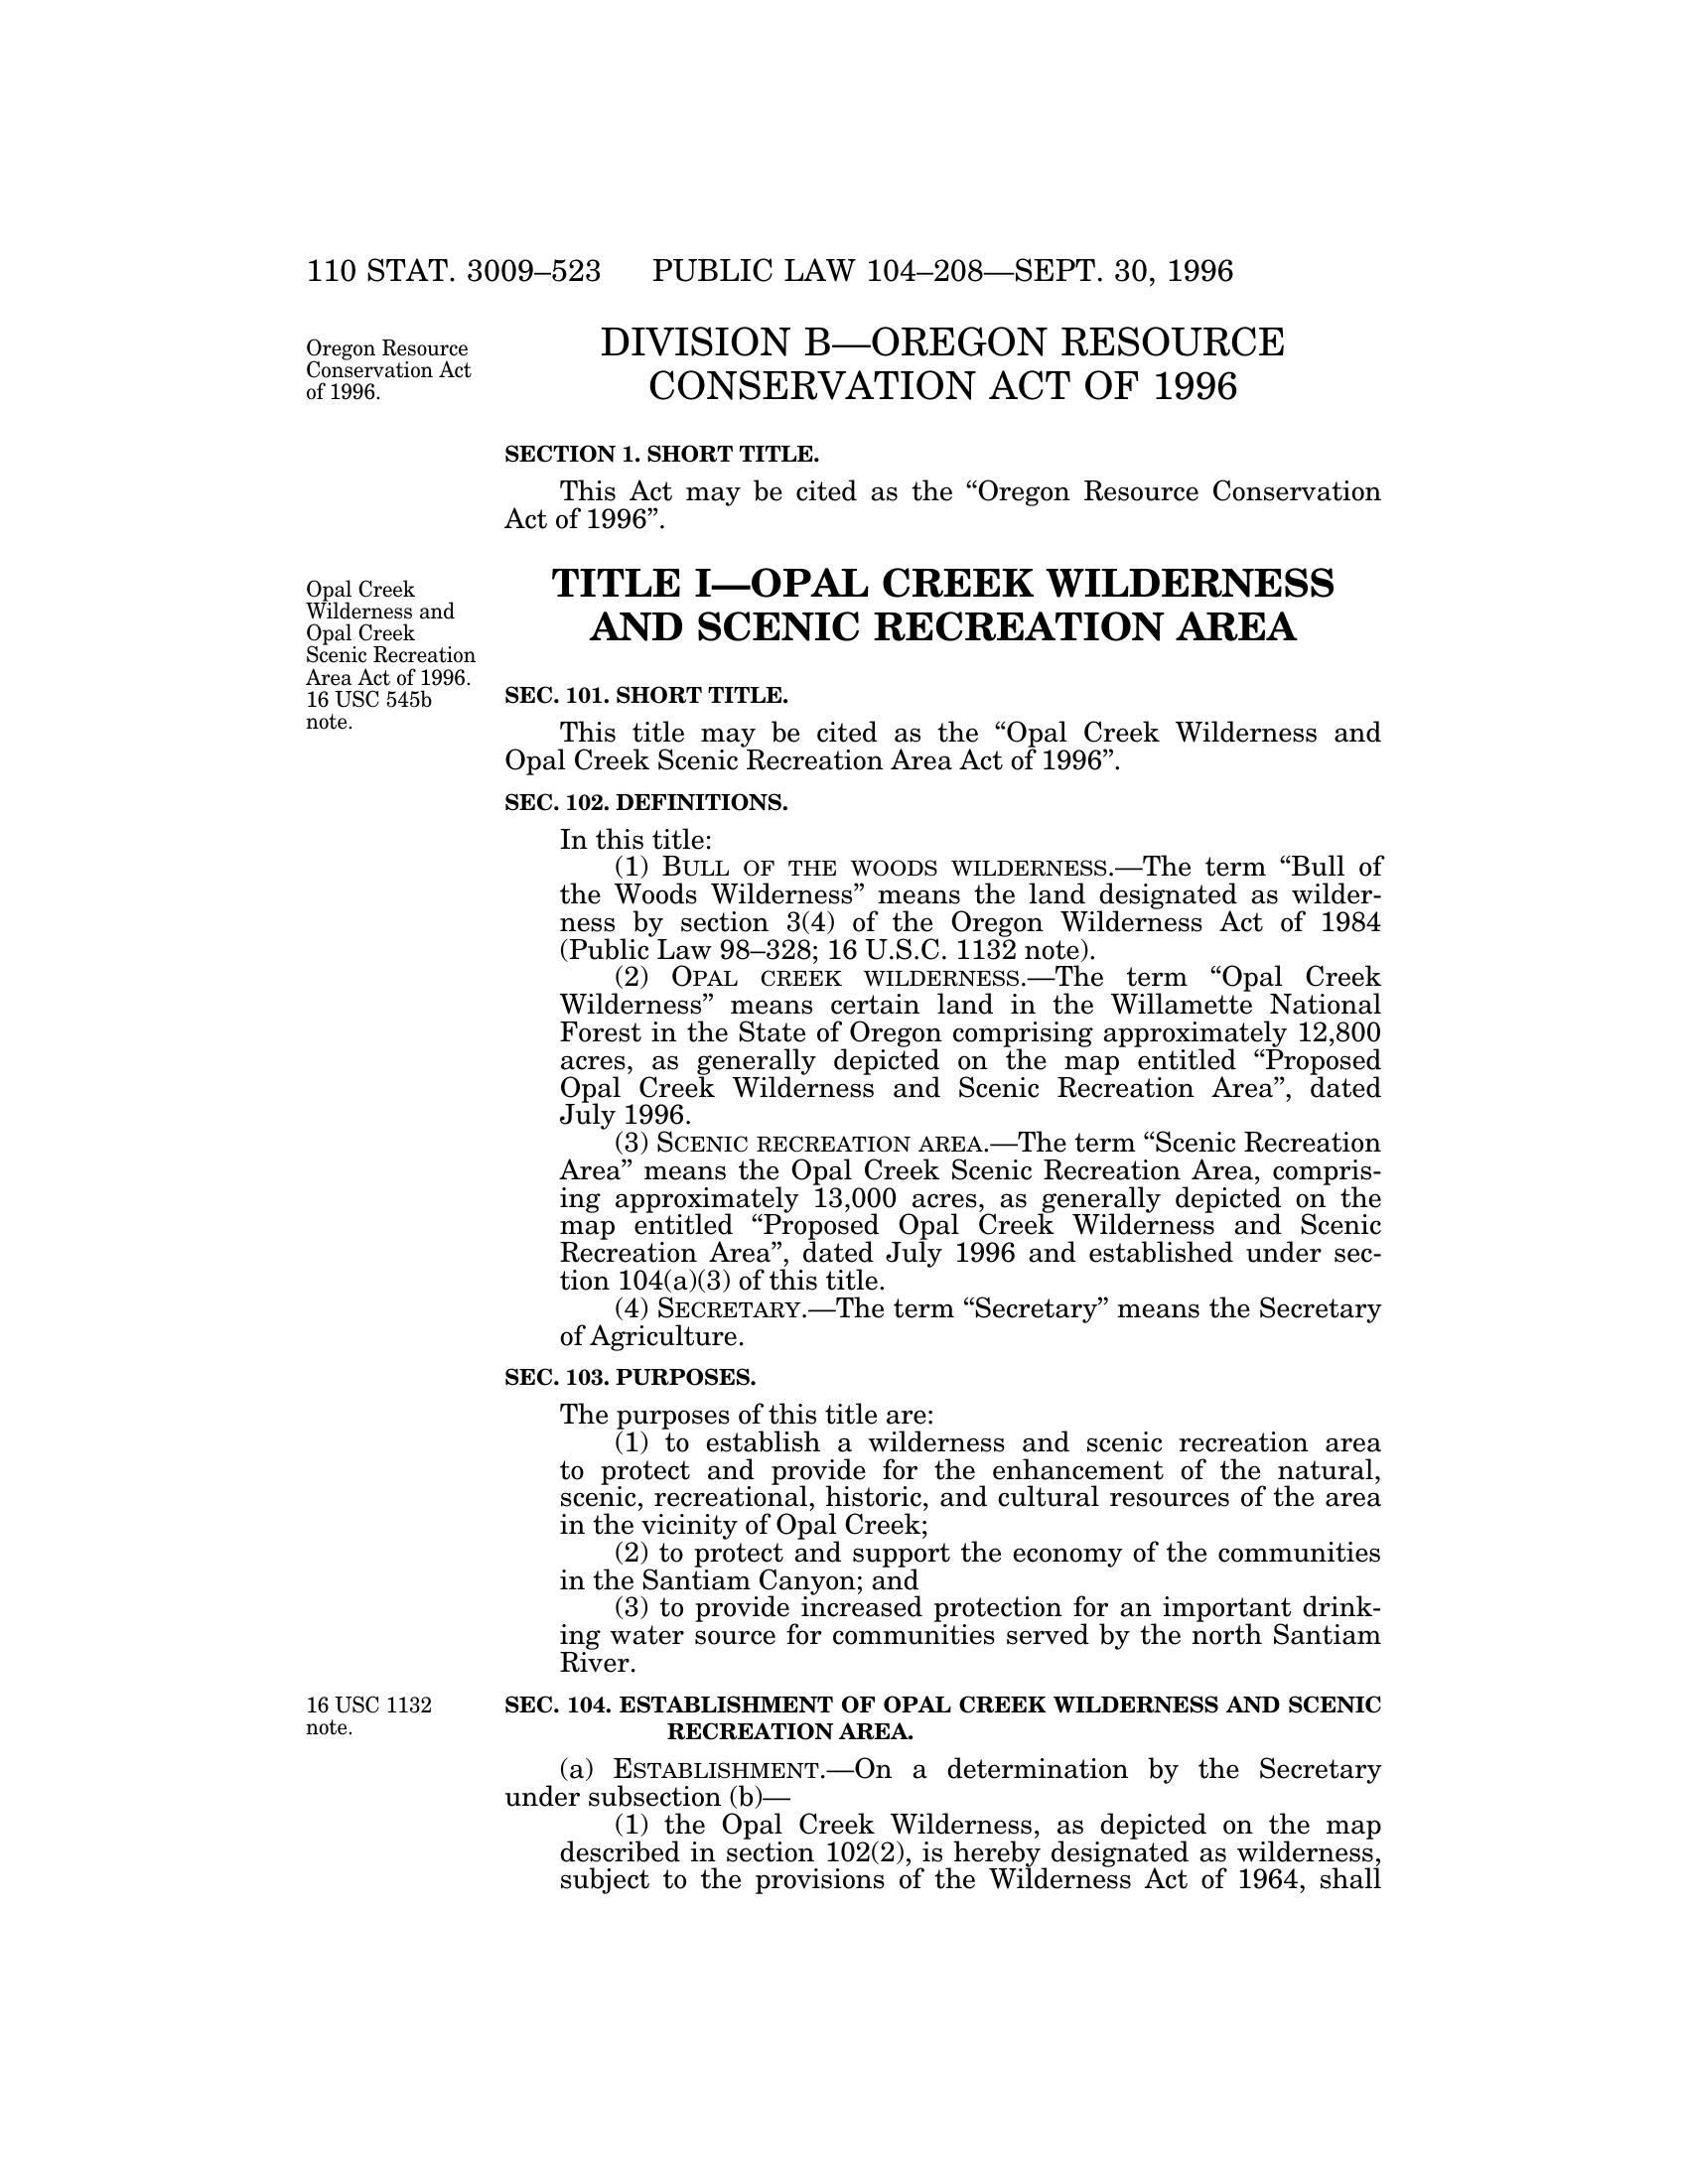 110 STAT. 3009–523 PUBLIC LAW 104–208—SEPT. 30, 1996
Oregon Resource
Conservation Act
of 1996.
DIVISION B—OREGON RESOURCE
CONSERVATION ACT OF 1996
SECTION 1. SHORT TITLE.
This Act may be cited as the “Oregon Resource Conservation
Act of 1996”.
Opal Creek
Wilderness and
Opal Creek
Scenic Recreation
Area Act of 1996.
16 USC 545b
note.
TITLE I—OPAL CREEK WILDERNESS
AND SCENIC RECREATION AREA
SEC. 101. SHORT TITLE.
This title may be cited as the “Opal Creek Wilderness and
Opal Creek Scenic Recreation Area Act of 1996”.
SEC. 102. DEFINITIONS.
In this title:
(1) BULL OF THE WOODS WILDERNESS.—The term “Bull of
the Woods Wilderness” means the land designated as wilder-
ness by section 3(4) of the Oregon Wilderness Act of 1984
(Public Law 98–328; 16 U.S.C. 1132 note).
(2) OPAL CREEK WILDERNESS.—The term “Opal Creek
Wilderness” means certain land in the Willamette National
Forest in the State of Oregon comprising approximately 12,800
acres, as generally depicted on the map entitled “Proposed
Opal Creek Wilderness and Scenic Recreation Area”, dated
July 1996.
(3) SCENIC RECREATION AREA.—The term “Scenic Recreation
Area” means the Opal Creek Scenic Recreation Area, compris-
ing approximately 13,000 acres, as generally depicted on the
map entitled “Proposed Opal Creek Wilderness and Scenic
Recreation Area”, dated July 1996 and established under sec-
tion 104(a)(3) of this title.
(4) SECRETARY.—The term “Secretary” means the Secretary
of Agriculture.
SEC. 103. PURPOSES.
The purposes of this title are:
(1) to establish a wilderness and scenic recreation area
to protect and provide for the enhancement of the natural,
scenic, recreational, historic, and cultural resources of the area
in the vicinity of Opal Creek;
(2) to protect and support the economy of the communities
in the Santiam Canyon; and
(3) to provide increased protection for an important drink-
ing water source for communities served by the north Santiam
River.
16 USC 1132
note.
SEC. 104. ESTABLISHMENT OF OPAL CREEK WILDERNESS AND SCENIC
RECREATION AREA.
(a) ESTABLISHMENT.—On a determination by the Secretary
under subsection (b)—
(1) the Opal Creek Wilderness, as depicted on the map
described in section 102(2), is hereby designated as wilderness,
subject to the provisions of the Wilderness Act of 1964, shall